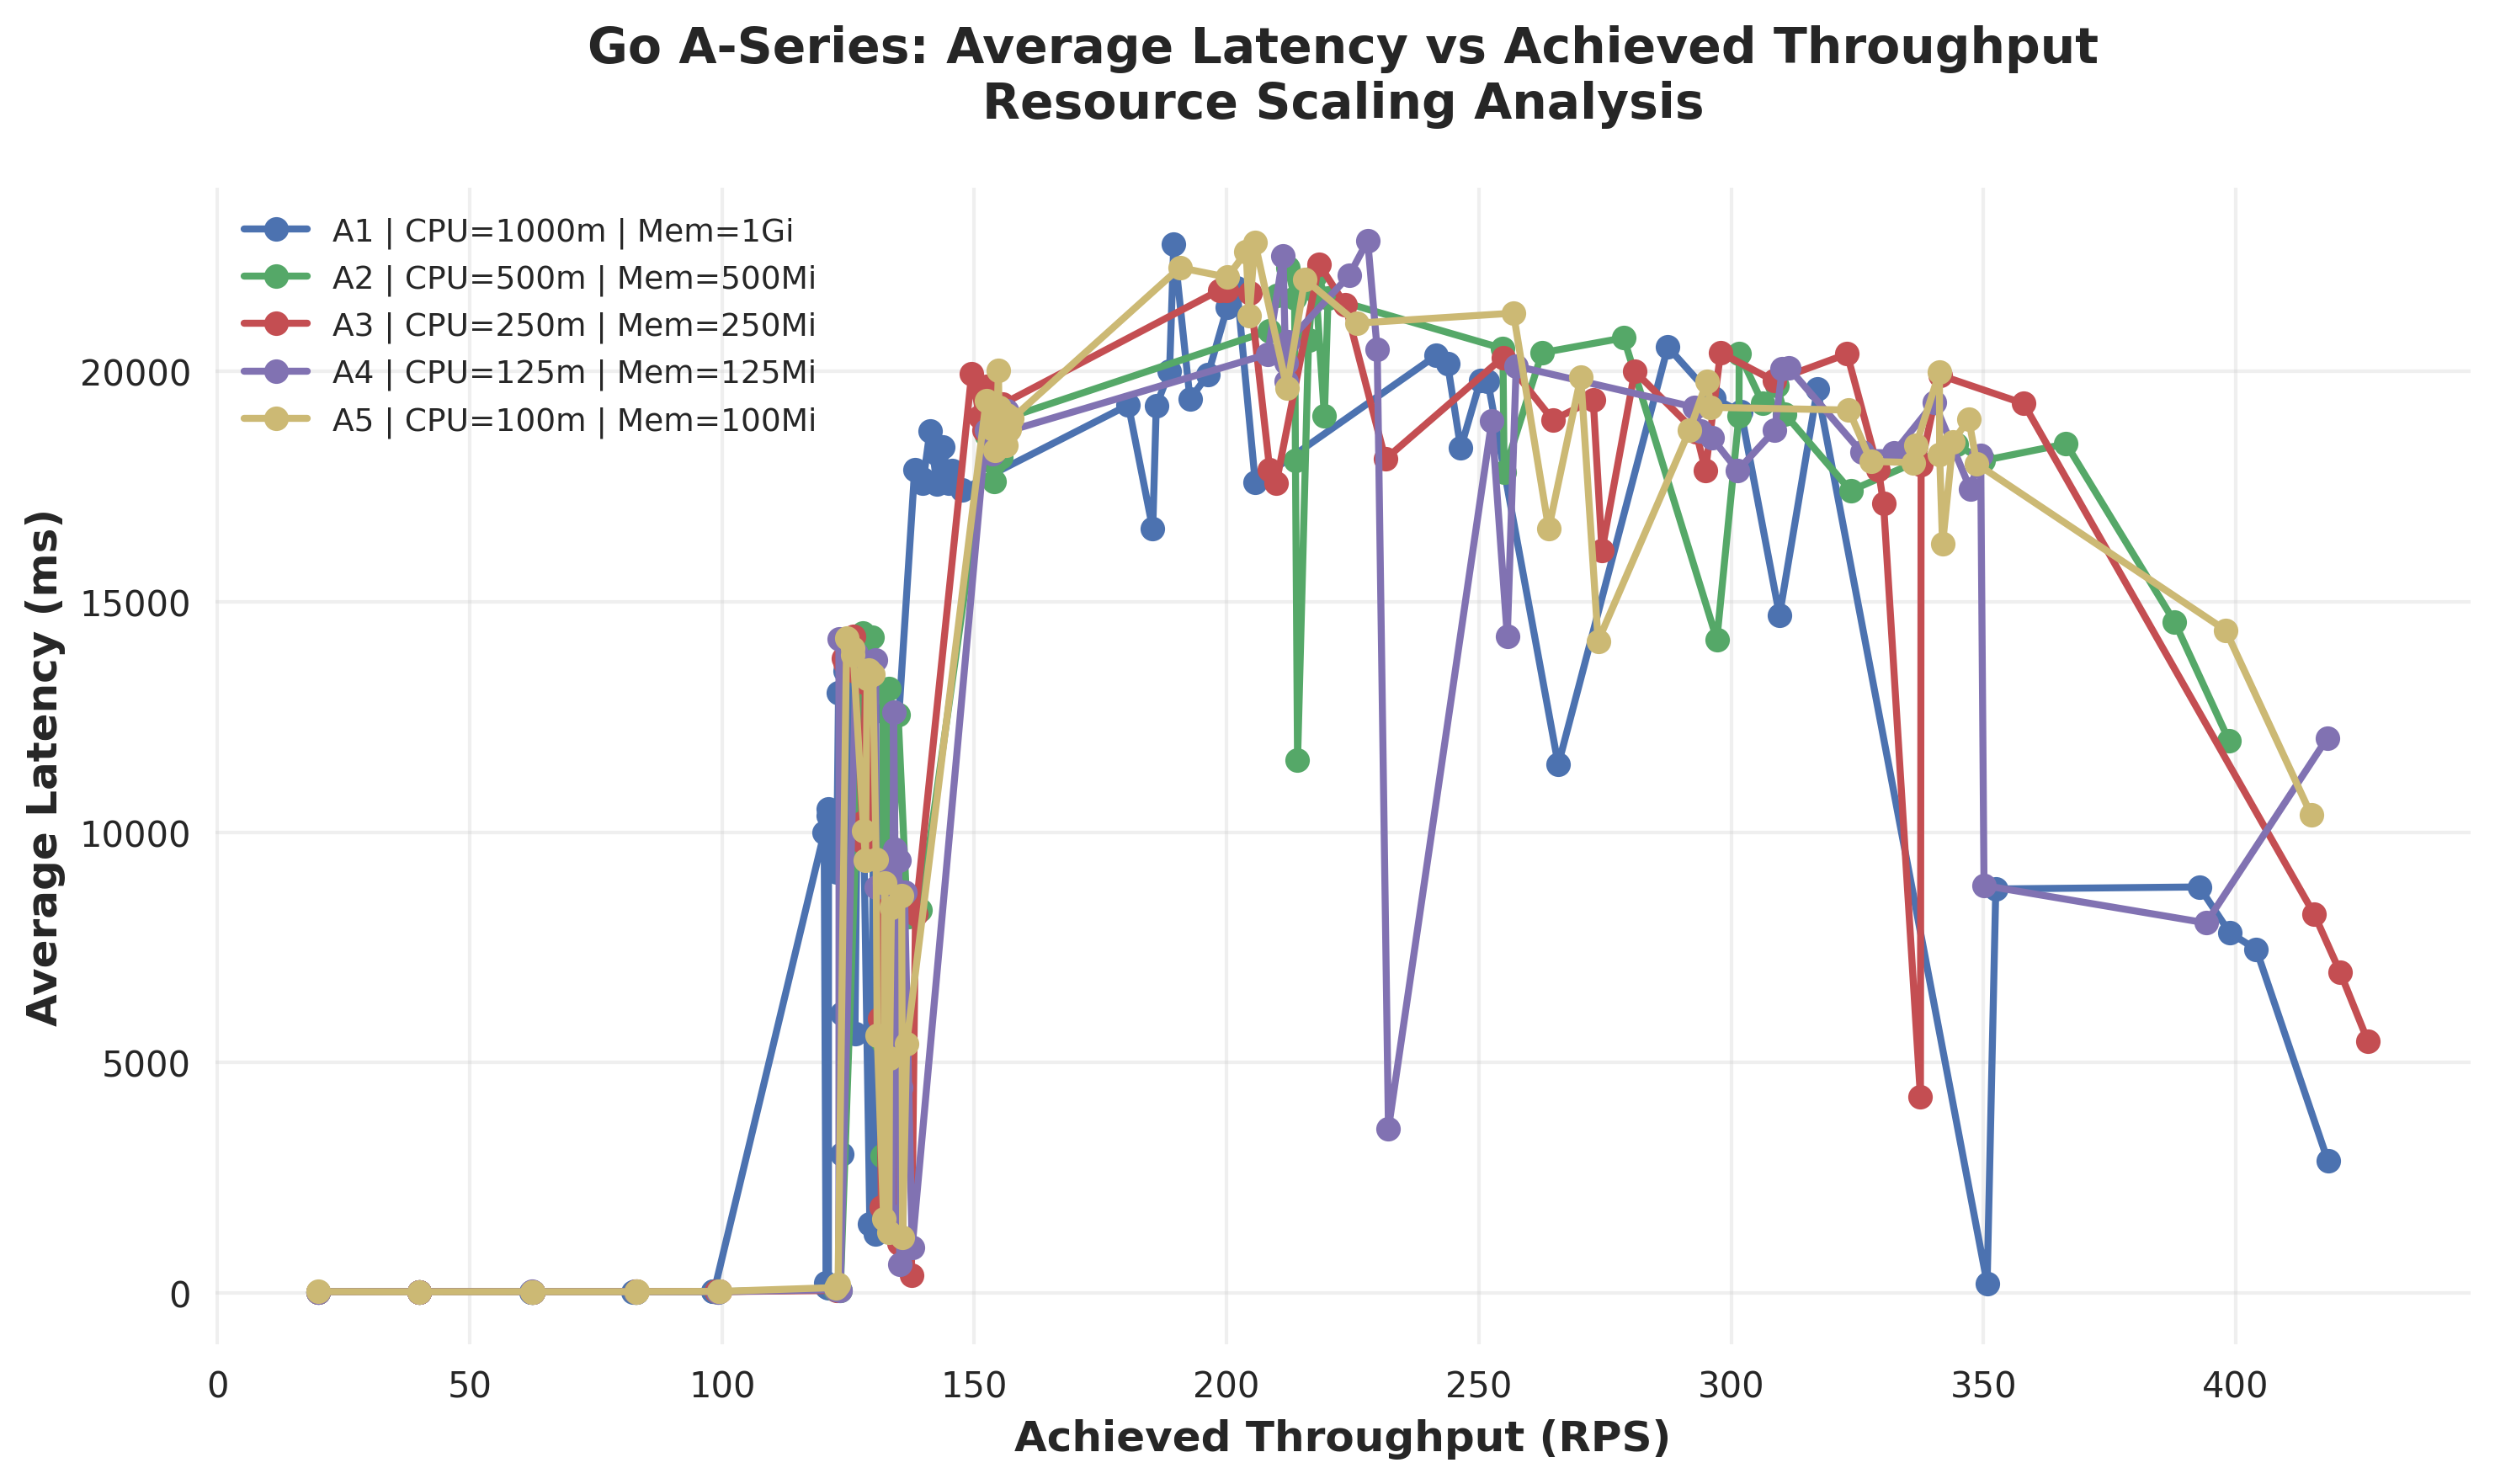 Go A-Series: Average Latency vs Achieved Throughput
Resource Scaling Analysis
A1 | CPU=1000m | Mem=1Gi
A2 | CPU=500m | Mem=500Mi
A3 | CPU=250m | Mem=250Mi
A4 | CPU=125m | Mem=125Mi
A5 | CPU=100m | Mem=100Mi
Average Latency (ms)
20000
15000
10000
5000
0
0 50 100 150 200 250 300 350 400
Achieved Throughput (RPS)